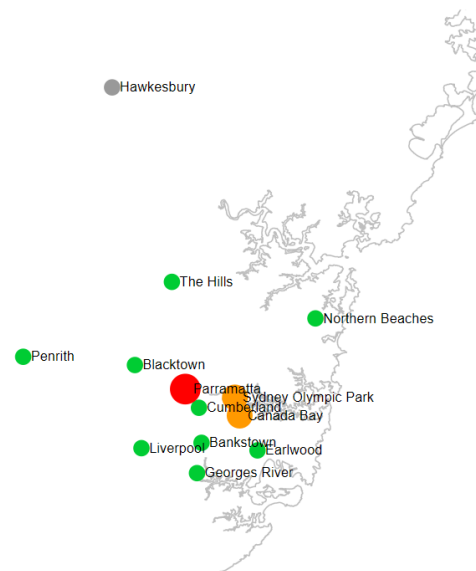 Hawkesbury
The Hills
Northern Beaches
Penrith
Blacktown
Parramatta
Sydney Olympic Park
Cumberland
Canada Bay
Bankstown
Liverpool
Earlwood
Georges River